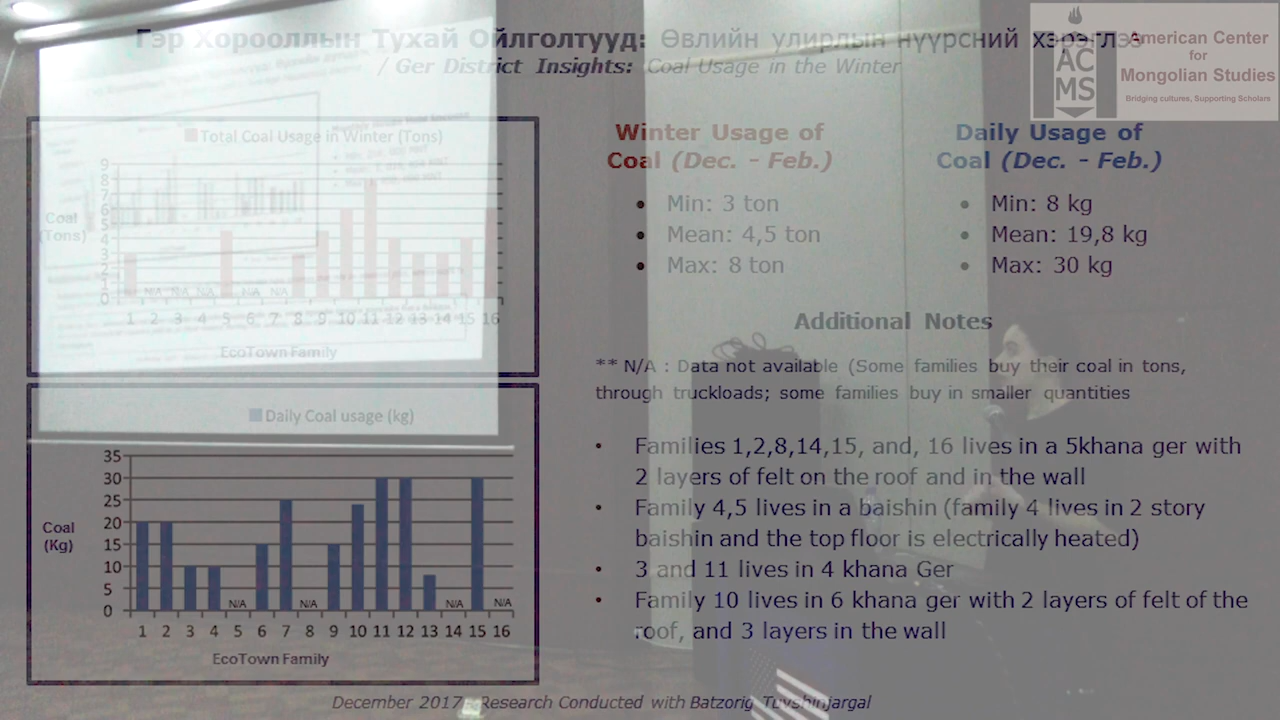 Гэр Хорооллын Тухай Ойлголтууд: Өвлийн улирлын нүүрсний хэрэглээ
/ Ger District Insights: Coal Usage in the Winter
American Center
for
Mongolian Studies
Bridging cultures, Supporting Scholars
AC
MS
Total Coal Usage in Winter (Tons)
9
8
7
6
5
4
3
2
1
0
Coal
(Tons)
N/A N/A N/A N/A N/A
1 2 3 4 5 6 7 8 9 10 11 12 13 14 15 16
EcoTown Family
Daily Coal usage (kg)
35
30
25
20
15
10
5
0
Coal
(Kg)
N/A N/A N/A N/A
1 2 3 4 5 6 7 8 9 10 11 12 13 14 15 16
EcoTown Family
Winter Usage of
Coal (Dec. - Feb.)
• Min: 3 ton
• Mean: 4,5 ton
• Max: 8 ton
Daily Usage of
Coal (Dec. - Feb.)
• Min: 8 kg
• Mean: 19,8 kg
• Max: 30 kg
Additional Notes
** N/A : Data not available (Some families buy their coal in tons,
through truckloads; some families buy in smaller quantities
• Families 1,2,8,14,15, and, 16 lives in a 5khana ger with
2 layers of felt on the roof and in the wall
• Family 4,5 lives in a baishin (family 4 lives in 2 story
baishin and the top floor is electrically heated)
• 3 and 11 lives in 4 khana Ger
• Family 10 lives in 6 khana ger with 2 layers of felt of the
roof, and 3 layers in the wall
December 2017. Research Conducted with Batzorig Tuvshinjargal